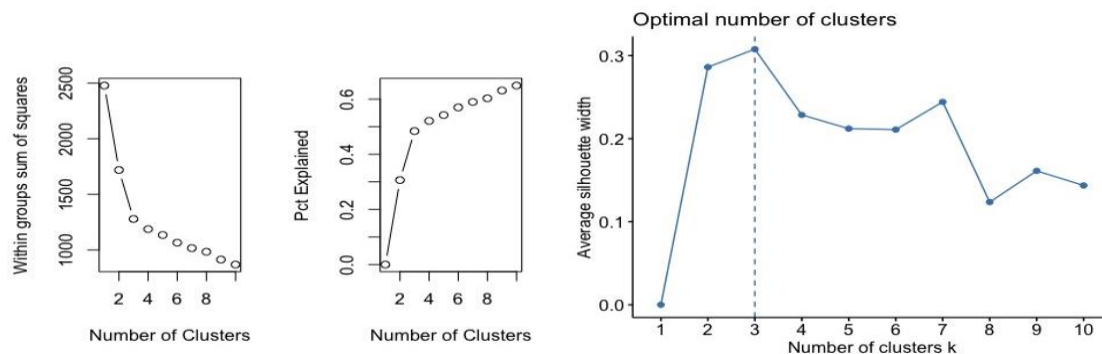 Within groups sum of squares
2500
2000
1500
1000
2 4 6 8
Number of Clusters
Pct Explained
0.6
0.4
0.2
0.0
2 4 6 8
Number of Clusters
Optimal number of clusters
Average silhouette width
0.3
0.2
0.1
0.0
1 2 3 4 5 6 7 8 9 10
Number of clusters k